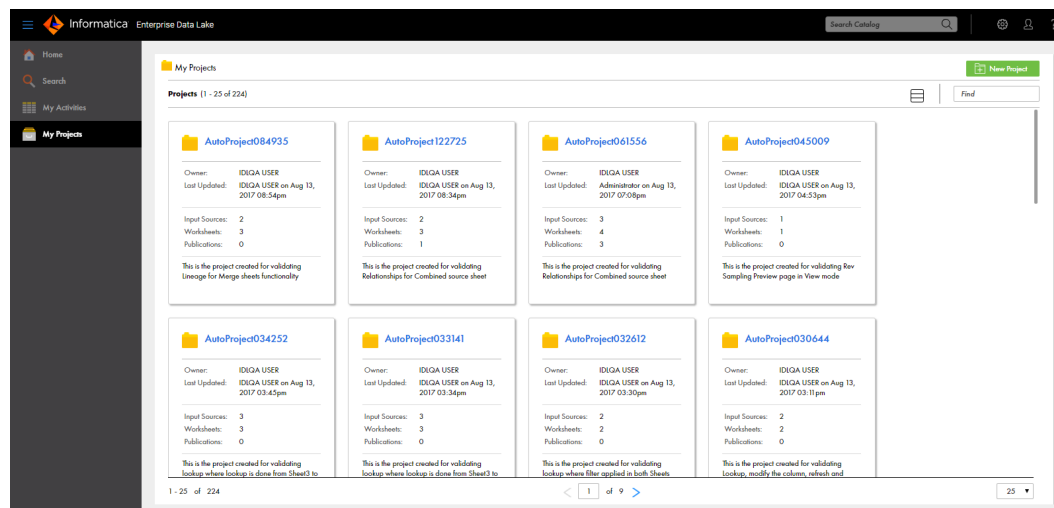 Informatica Enterprise Data Lake
Search Catalog
?
Home
Search
My Activities
My Projects
My Projects
New Project
Projects (1 - 25 of 224)
Find
AutoProject084935
Owner: IDLQA USER
Last Updated: IDLQA USER on Aug 13,
2017 08:54pm
Input Sources: 2
Worksheets: 3
Publications: 0
This is the project created for validating
Lineage for Merge sheets functionality
AutoProject122725
Owner: IDLQA USER
Last Updated: IDLQA USER on Aug 13,
2017 08:34pm
Input Sources: 2
Worksheets: 3
Publications: 1
This is the project created for validating
Relationships for Combined source sheet
AutoProject061556
Owner: IDLQA USER
Last Updated: Administrator on Aug 13,
2017 07:08pm
Input Sources: 3
Worksheets: 4
Publications: 3
This is the project created for validating
Relationships for Combined source sheet
AutoProject045009
Owner: IDLQA USER
Last Updated: IDLQA USER on Aug 13,
2017 04:53pm
Input Sources: 1
Worksheets: 1
Publications: 0
This is the project created for validating Rev
Sampling Preview page in View mode
AutoProject034252
Owner: IDLQA USER
Last Updated: IDLQA USER on Aug 13,
2017 03:45pm
Input Sources: 3
Worksheets: 3
Publications: 0
This is the project created for validating
lookup where lookup is done from Sheet3 to
AutoProject033141
Owner: IDLQA USER
Last Updated: IDLQA USER on Aug 13,
2017 03:34pm
Input Sources: 3
Worksheets: 3
Publications: 0
This is the project created for validating
lookup where lookup is done from Sheet3 to
AutoProject032612
Owner: IDLQA USER
Last Updated: IDLQA USER on Aug 13,
2017 03:30pm
Input Sources: 2
Worksheets: 2
Publications: 0
This is the project created for validating
lookup where filter applied in both Sheets
AutoProject030644
Owner: IDLQA USER
Last Updated: IDLQA USER on Aug 13,
2017 03:11pm
Input Sources: 2
Worksheets: 2
Publications: 0
This is the project created for validating
Lookup, modify the column, refresh and
1 - 25 of 224
< 1 of 9 >
25